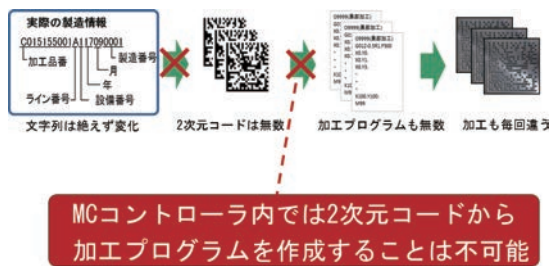 実際の製造情報
C015155001A117090001
加工品番
製造番号
月
年
ライン番号
設備番号
文字列は絶えず変化
2次元コードは無数
加工プログラムも無数
加工も毎回違う
MCコントローラ内では2次元コードから
加工プログラムを作成することは不可能